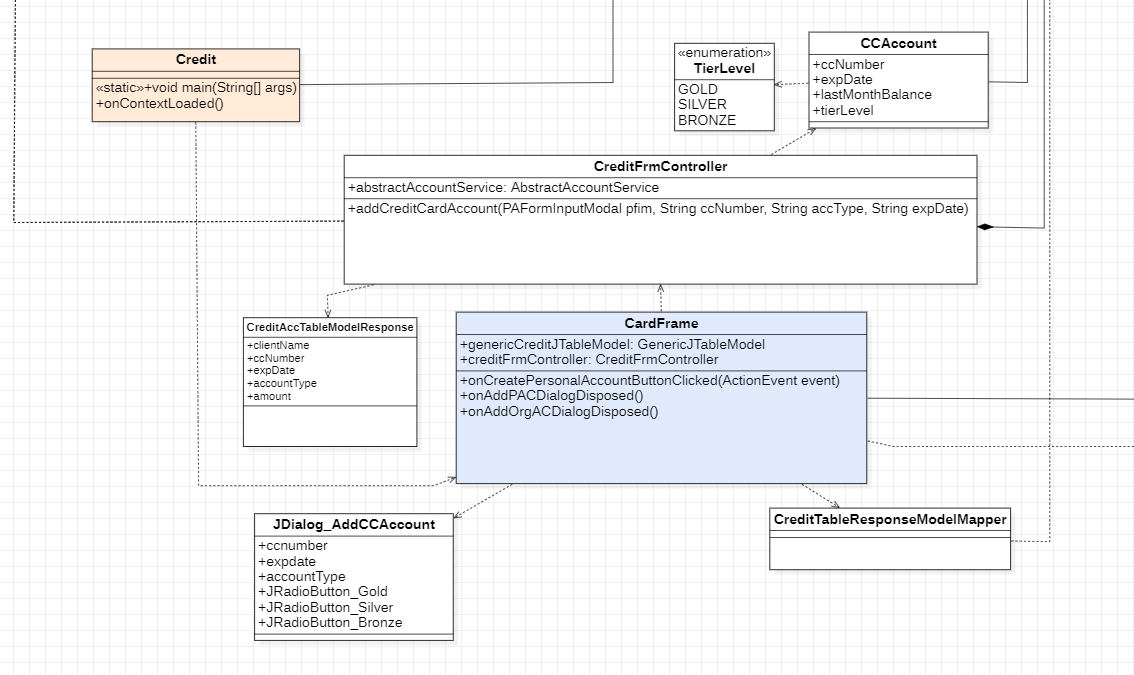 Credit
«static»+void main(String[] args)
+onContextLoaded()
«enumeration»
TierLevel
GOLD
SILVER
BRONZE
CCAccount
+ccNumber
+expDate
+lastMonthBalance
+tierLevel
CreditFrmController
+abstractAccountService: AbstractAccountService
+addCreditCardAccount(PAFormInputModal pfim, String ccNumber, String accType, String expDate)
CreditAccTableModelResponse
+clientName
+ccNumber
+expDate
+accountType
+amount
CardFrame
+genericCreditJTableModel: GenericJTableModel
+creditFrmController: CreditFrmController
+onCreatePersonalAccountButtonClicked(ActionEvent event)
+onAddPACDialogDisposed()
+onAddOrgACDialogDisposed()
JDialog_AddCCAccount
+ccnumber
+expdate
+accountType
+JRadioButton_Gold
+JRadioButton_Silver
+JRadioButton_Bronze
CreditTableResponseModelMapper